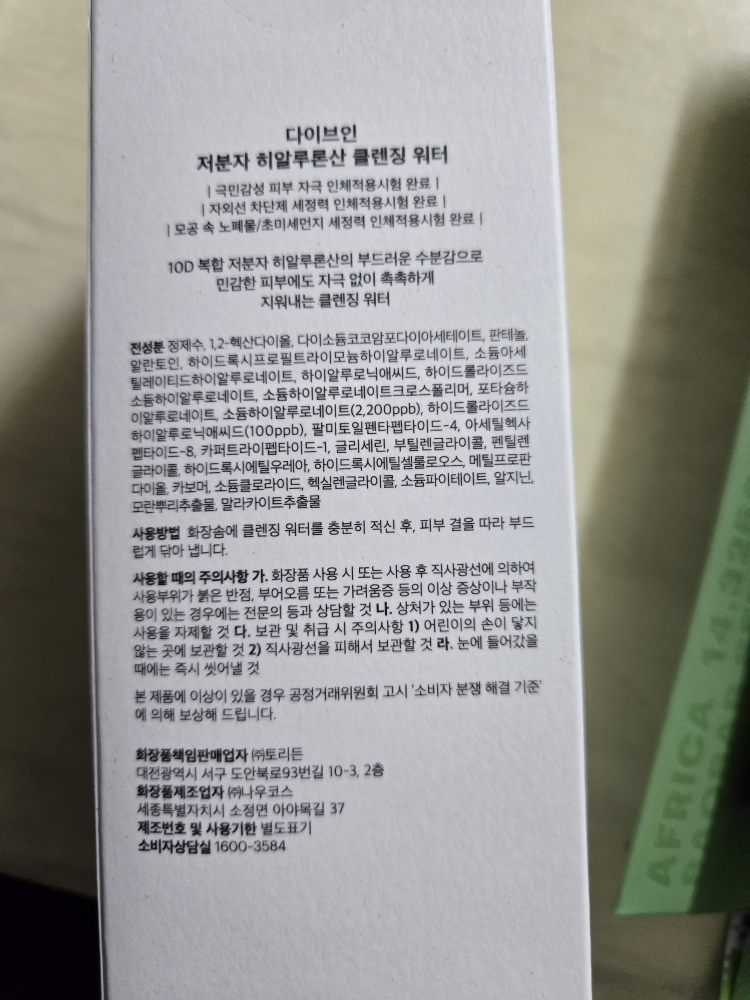 다이브인
저분자 히알루론산 클렌징 워터
| 극민감성 피부 자극 인체적용시험 완료 |
| 자외선 차단제 세정력 인체적용시험 완료 |
| 모공 속 노폐물/초미세먼지 세정력 인체적용시험 완료 |
10D 복합 저분자 히알루론산의 부드러운 수분감으로
민감한 피부에도 자극 없이 촉촉하게
지워내는 클렌징 워터
전성분 정제수, 1,2-헥산다이올, 다이소듐코코암포다이아세테이트, 판테놀,
알란토인, 하이드록시프로필트라이모늄하이알루로네이트, 소듐아세
틸레이티드하이알루로네이트, 하이알루로닉애씨드, 하이드롤라이즈드
소듐하이알루로네이트, 소듐하이알루로네이트크로스폴리머, 포타슘하
이알루로네이트, 소듐하이알루로네이트(2,200ppb), 하이드롤라이즈드
하이알루로닉애씨드(100ppb), 팔미토일펜타펩타이드-4, 아세틸헥사
펩타이드-8, 카퍼트라이펩타이드-1, 글리세린, 부틸렌글라이콜, 펜틸렌
글라이콜, 하이드록시에틸우레아, 하이드록시에틸셀룰로오스, 메틸프로판
다이올, 카보머, 소듐클로라이드, 헥실렌글라이콜, 소듐파이테이트, 알지닌,
모란뿌리추출물, 말라카이트추출물
사용방법 화장솜에 클렌징 워터를 충분히 적신 후, 피부 결을 따라 부드
럽게 닦아 냅니다.
사용할 때의 주의사항 가. 화장품 사용 시 또는 사용 후 직사광선에 의하여
사용부위가 붉은 반점, 부어오름 또는 가려움증 등의 이상 증상이나 부작
용이 있는 경우에는 전문의 등과 상담할 것 나. 상처가 있는 부위 등에는
사용을 자제할 것 다. 보관 및 취급 시 주의사항 1) 어린이의 손이 닿지
않는 곳에 보관할 것 2) 직사광선을 피해서 보관할 것 라. 눈에 들어갔을
때에는 즉시 씻어낼 것
본 제품에 이상이 있을 경우 공정거래위원회 고시 '소비자 분쟁 해결 기준'
에 의해 보상해 드립니다.
화장품책임판매업자 ㈜토리든
대전광역시 서구 도안북로93번길 10-3, 2층
화장품제조업자 ㈜나우코스
세종특별자치시 소정면 아야목길 37
제조번호 및 사용기한 별도표기
소비자상담실 1600-3584
AFRICA